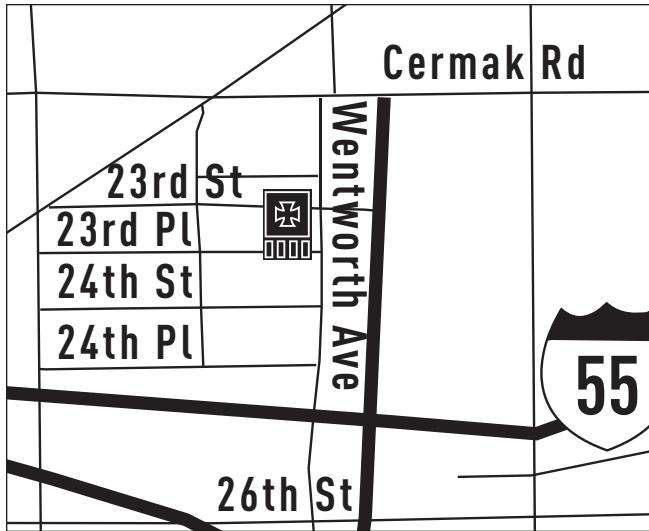 Cermak Rd
Wentworth Ave
23rd St
23rd Pl
24th St
24th Pl
55
26th St